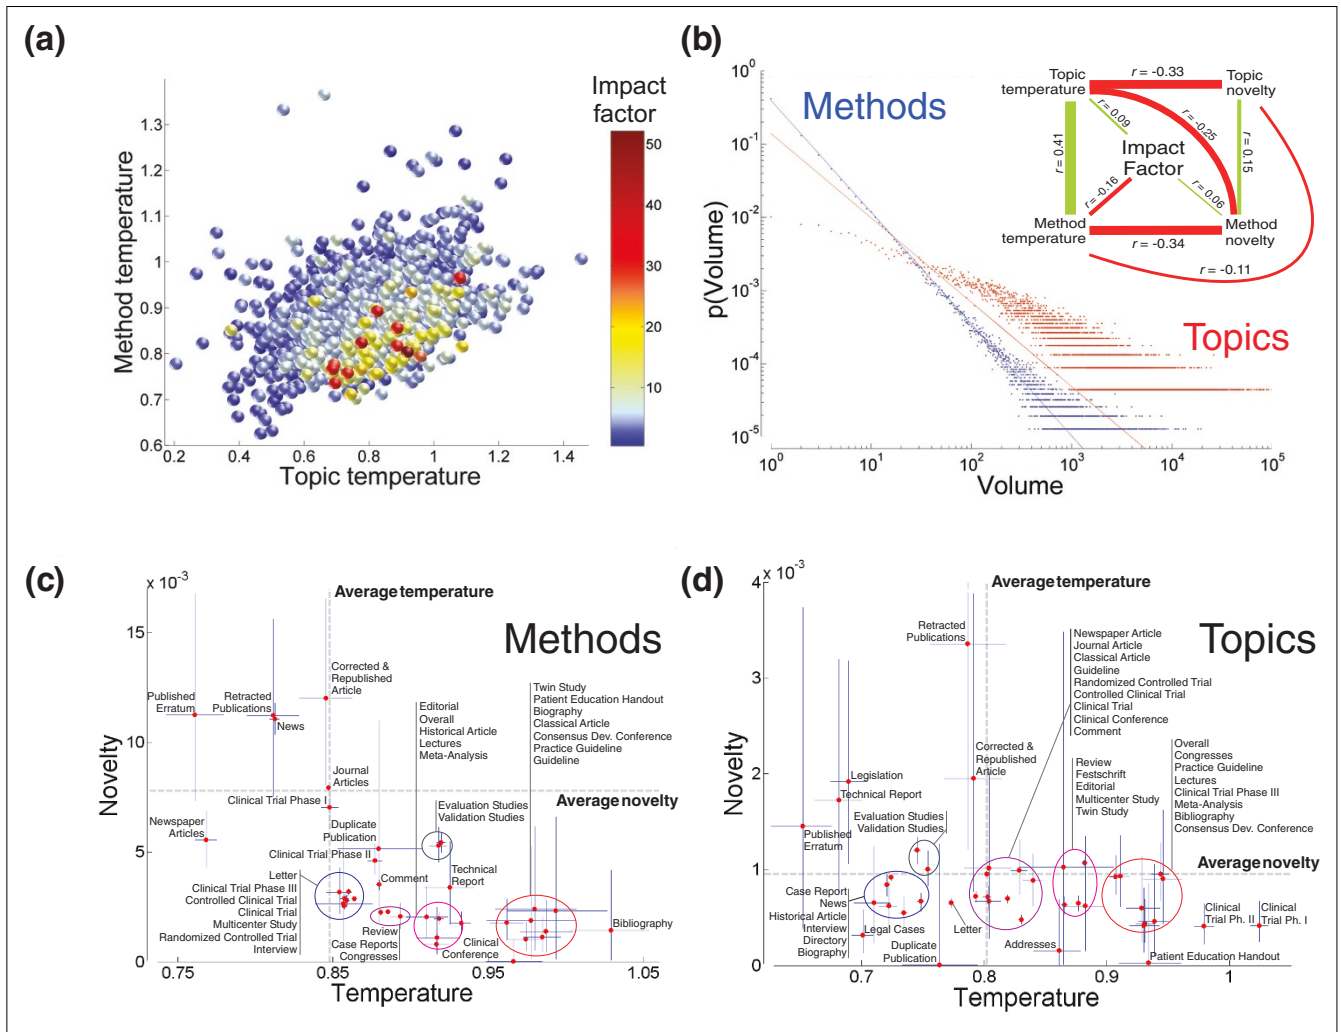 (a)
Impact
factor
50
40
30
20
10
1.3
1.2
1.1
1
0.9
0.8
0.7
0.6
Method temperature
0.2
0.4
0.6
0.8
1
1.2
1.4
Topic temperature
(b)
10^0
10^-1
10^-2
10^-3
10^-4
10^-5
p(Volume)
Methods
Topics
10^0
10^1
10^2
10^3
10^4
10^5
Volume
Topic
temperature
r = -0.33
Topic
novelty
r = 0.09
r = -0.25
r = 0.41
Impact
Factor
r = 0.15
r = -0.16
r = 0.06
Method
temperature
r = -0.34
Method
novelty
r = -0.11
(c)
x 10^-3
15
10
5
0
Novelty
Average temperature
Methods
Corrected &
Republished
Article
Published
Erratum
Retracted
Publications
News
Editorial
Overall
Historical Article
Lectures
Meta-Analysis
Twin Study
Patient Education Handout
Biography
Classical Article
Consensus Dev. Conference
Practice Guideline
Guideline
Journal
Articles
Clinical Trial Phase I
Average novelty
Newspaper
Articles
Duplicate
Publication
Evaluation Studies
Validation Studies
Clinical Trial Phase II
Comment
Technical
Report
Letter
Clinical Trial Phase III
Controlled Clinical Trial
Clinical Trial
Multicenter Study
Randomized Controlled Trial
Interview
Review
Case Reports
Congresses
Clinical
Conference
Bibliography
0.75
0.85
0.95
1.05
Temperature
(d)
x 10^-3
4
3
2
1
0
Novelty
Average temperature
Topics
Retracted
Publications
Newspaper Article
Journal Article
Classical Article
Guideline
Randomized Controlled Trial
Controlled Clinical Trial
Clinical Trial
Clinical Conference
Comment
Corrected &
Republished
Article
Legislation
Technical Report
Evaluation Studies
Validation Studies
Published
Erratum
Review
Festschrift
Editorial
Multicenter Study
Twin Study
Overall
Congresses
Practice Guideline
Lectures
Clinical Trial Phase III
Meta-Analysis
Bibliography
Consensus Dev. Conference
Average novelty
Case Report
News
Historical Article
Interview
Directory
Biography
Legal Cases
Duplicate
Publication
Letter
Addresses
Clinical
Trial Ph. II
Clinical
Trial Ph. I
Patient Education Handout
0.7
0.8
0.9
1
Temperature